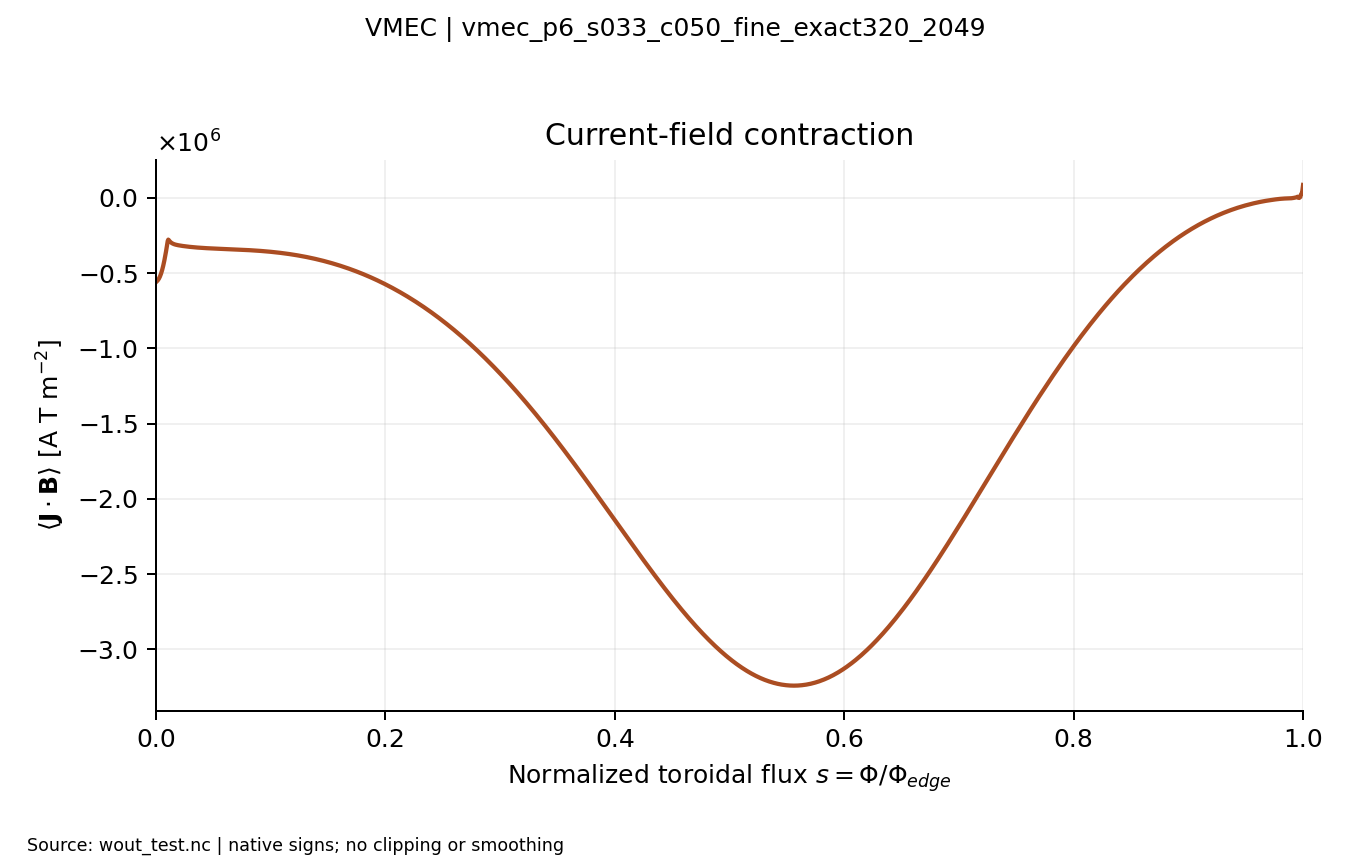 VMEC | vmec_p6_s033_c050_fine_exact320_2049
Current-field contraction
×10⁶
0.0
−0.5
−1.0
−1.5
−2.0
−2.5
−3.0
⟨J · B⟩ [A T m⁻²]
0.0 0.2 0.4 0.6 0.8 1.0
Normalized toroidal flux s = Φ/Φ_edge
Source: wout_test.nc | native signs; no clipping or smoothing